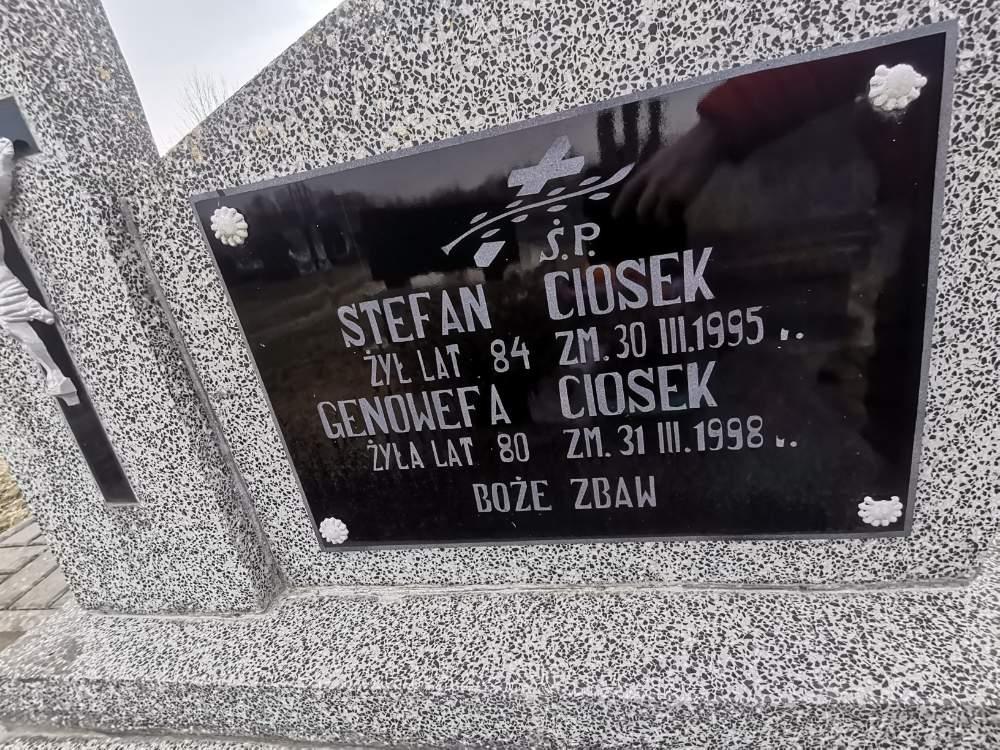 Ś.P.
STEFAN CIOSEK
ŻYŁ LAT 84 ZM. 30 III.1995 r.
GENOWEFA CIOSEK
ŻYŁA LAT 80 ZM. 31 III.1998 r.
BOŻE ZBAW